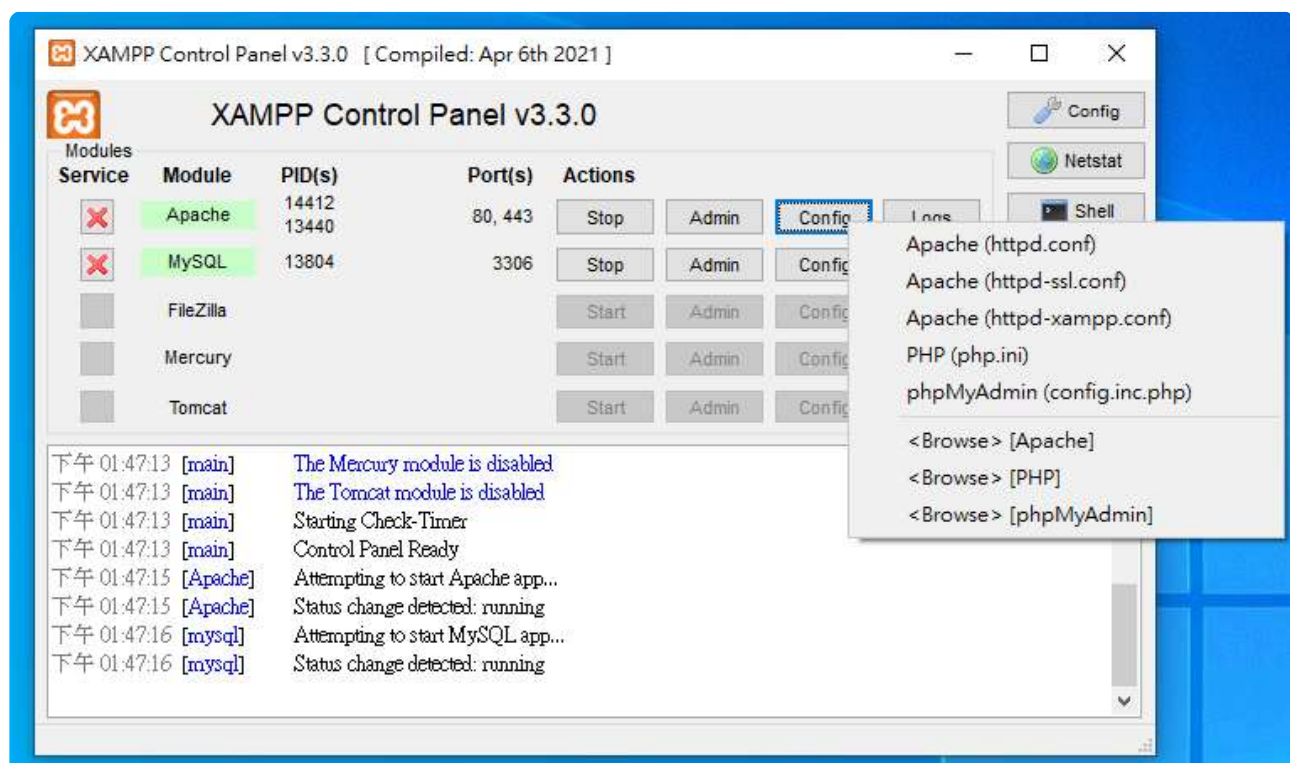 XAMPP Control Panel v3.3.0 [ Compiled: Apr 6th 2021 ]
XAMPP Control Panel v3.3.0
Config
Modules
Netstat
Service Module PID(s) Port(s) Actions
Shell
Apache 14412 13440 80, 443 Stop Admin Config Logs
MySQL 13804 3306 Stop Admin Config
FileZilla Start Admin Config
Mercury Start Admin Config
Tomcat Start Admin Config
Apache (httpd.conf)
Apache (httpd-ssl.conf)
Apache (httpd-xampp.conf)
PHP (php.ini)
phpMyAdmin (config.inc.php)
<Browse> [Apache]
<Browse> [PHP]
<Browse> [phpMyAdmin]
下午 01:47:13 [main] The Mercury module is disabled
下午 01:47:13 [main] The Tomcat module is disabled
下午 01:47:13 [main] Starting Check-Timer
下午 01:47:13 [main] Control Panel Ready
下午 01:47:15 [Apache] Attempting to start Apache app...
下午 01:47:15 [Apache] Status change detected: running
下午 01:47:16 [mysql] Attempting to start MySQL app...
下午 01:47:16 [mysql] Status change detected: running